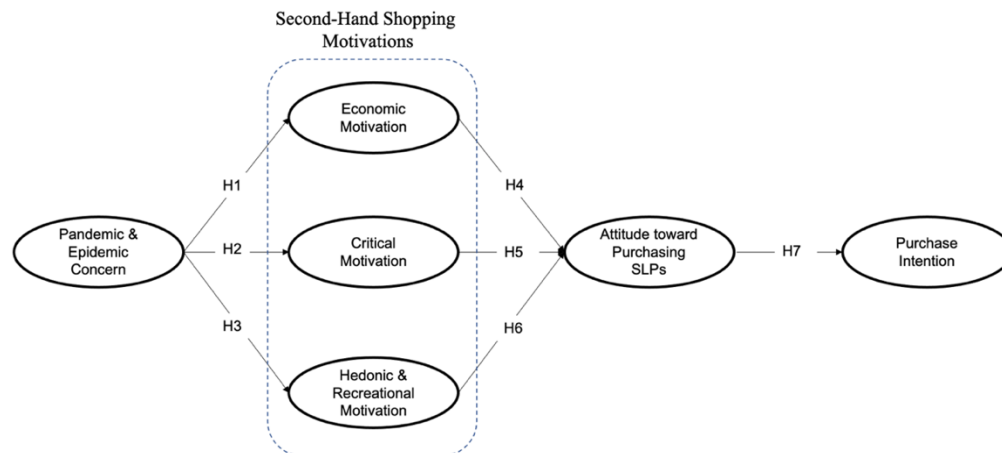 Second-Hand Shopping
Motivations
Economic
Motivation
H1
H4
Pandemic &
Epidemic
Concern
H2
Critical
Motivation
H5
Attitude toward
Purchasing
SLPs
H7
Purchase
Intention
H3
H6
Hedonic &
Recreational
Motivation